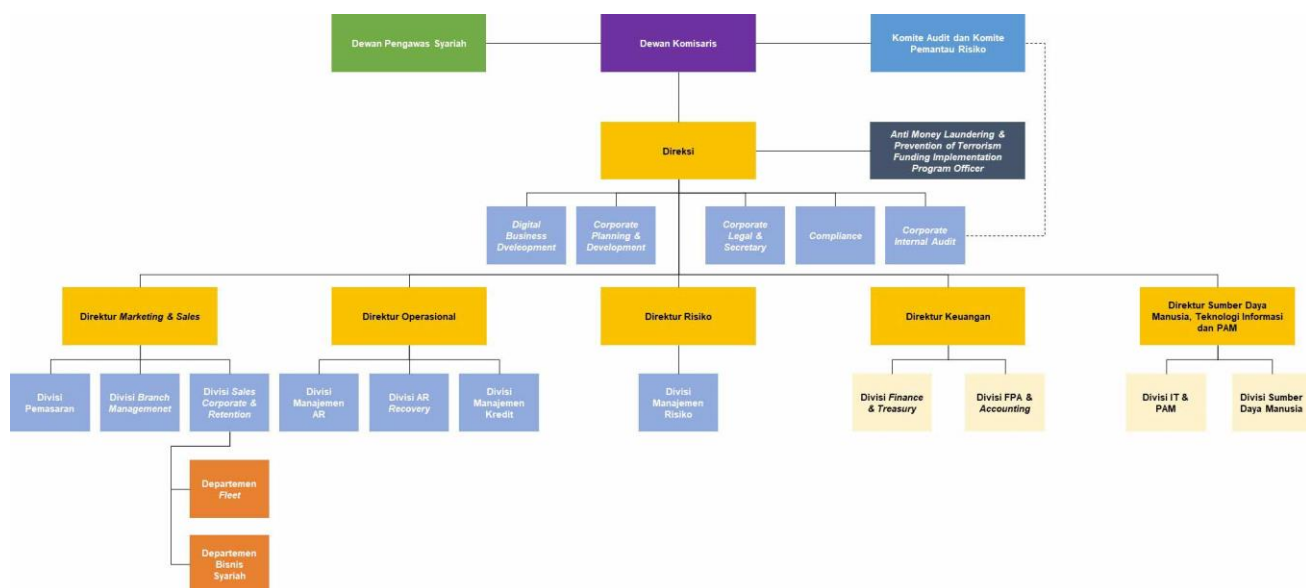 Dewan Pengawas Syariah
Dewan Komisaris
Komite Audit dan Komite
Pemantau Risiko
Direksi
Anti Money Laundering &
Prevention of Terrorism
Funding Implementation
Program Officer
Digital
Business
Dveleopment
Corporate
Planning &
Development
Corporate
Legal &
Secretary
Compliance
Corporate
Internal Audit
Direktur Marketing & Sales
Direktur Operasional
Direktur Risiko
Direktur Keuangan
Direktur Sumber Daya
Manusia, Teknologi Informasi
dan PAM
Divisi
Pemasaran
Divisi Branch
Managemenet
Divisi Sales
Corporate &
Retention
Divisi
Manajemen
AR
Divisi AR
Recovery
Divisi
Manajemen
Kredit
Divisi
Manajemen
Risiko
Divisi Finance
& Treasury
Divisi FPA &
Accounting
Divisi IT &
PAM
Divisi Sumber
Daya Manusia
Departemen
Fleet
Departemen
Bisnis
Syariah